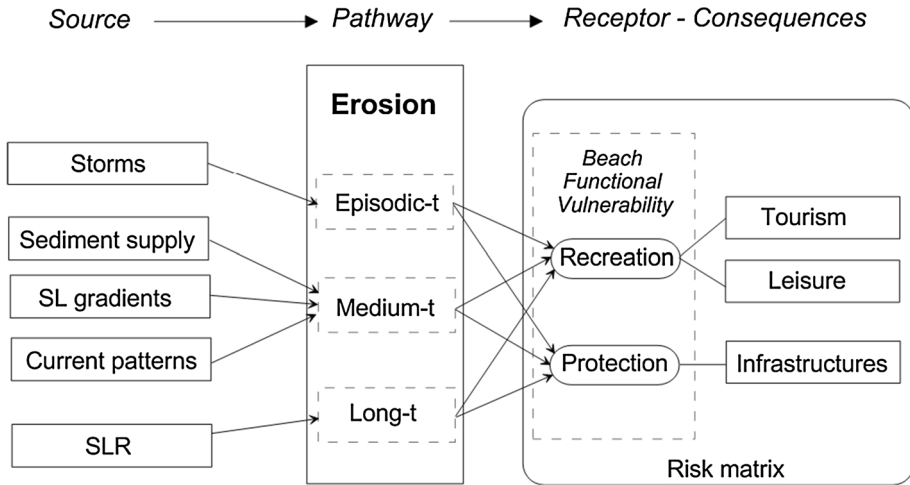 Source
Pathway
Receptor - Consequences
Erosion
Storms
Sediment supply
SL gradients
Current patterns
SLR
Episodic-t
Medium-t
Long-t
Beach
Functional
Vulnerability
Recreation
Protection
Tourism
Leisure
Infrastructures
Risk matrix